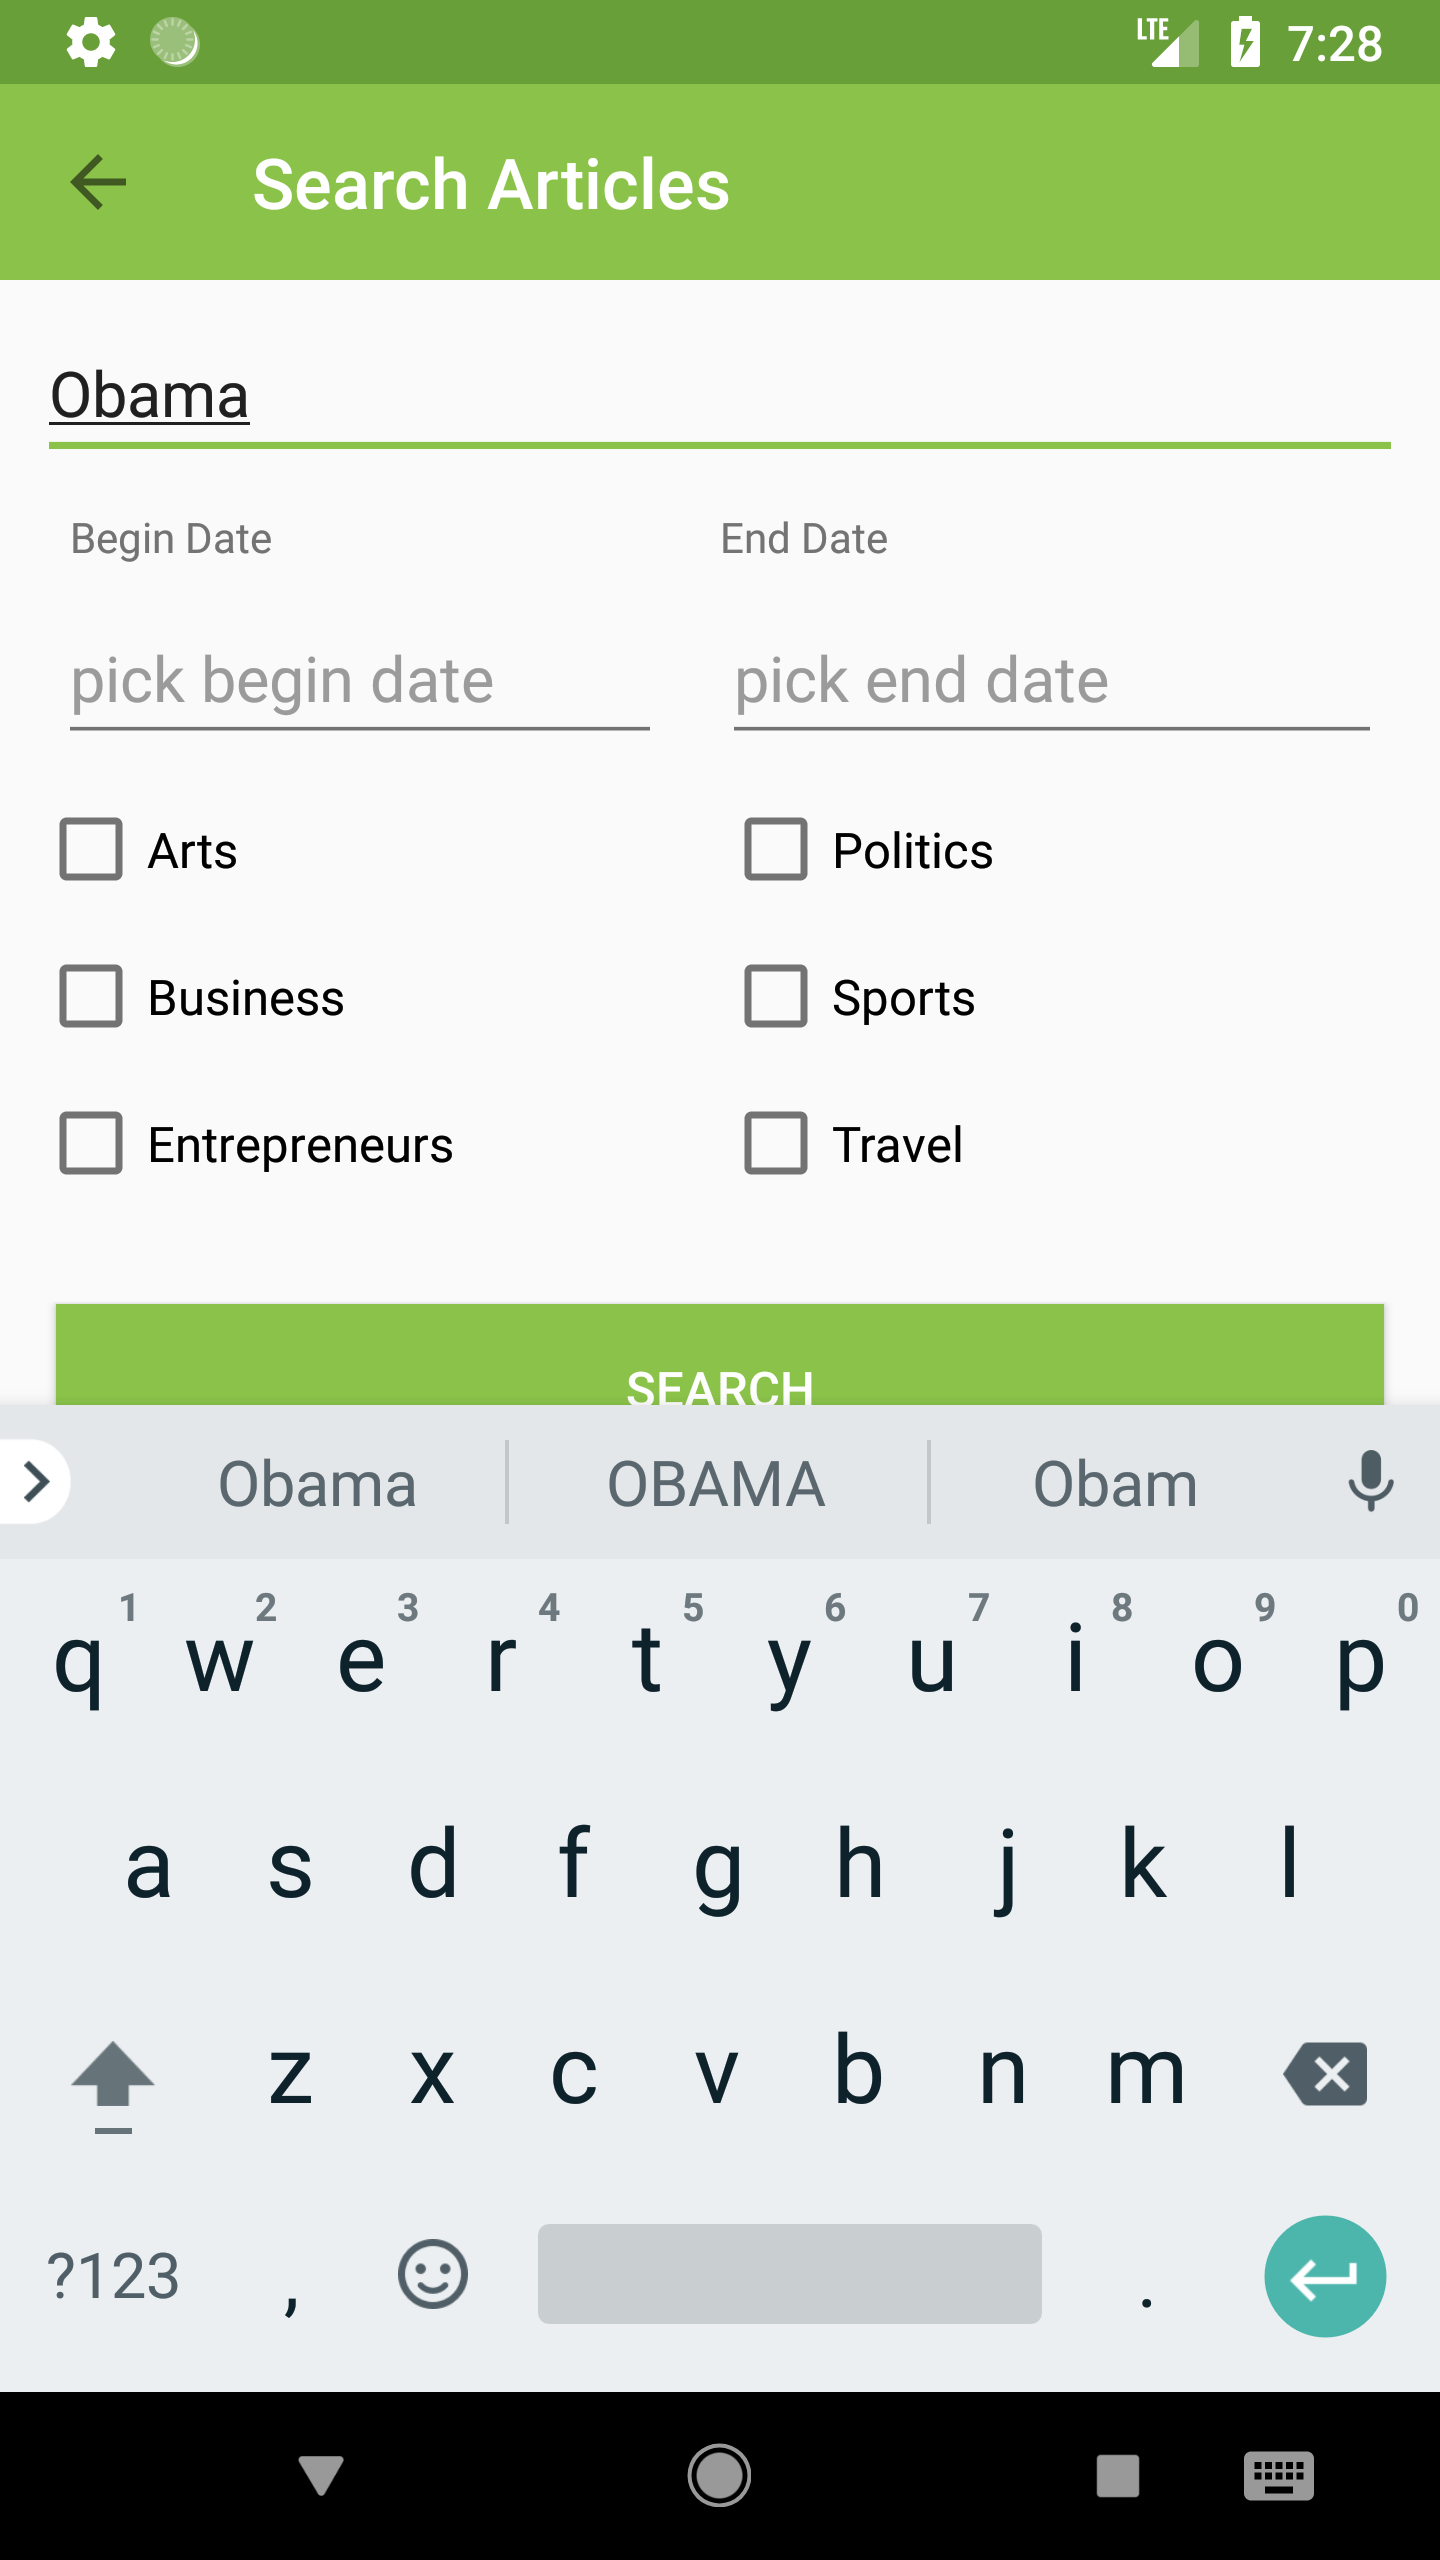 LTE 7:28
Search Articles
Obama
Begin Date End Date
pick begin date pick end date
Arts Politics
Business Sports
Entrepreneurs Travel
SEARCH
Obama OBAMA Obam
1 2 3 4 5 6 7 8 9 0
q w e r t y u i o p
a s d f g h j k l
z x c v b n m
?123 , .